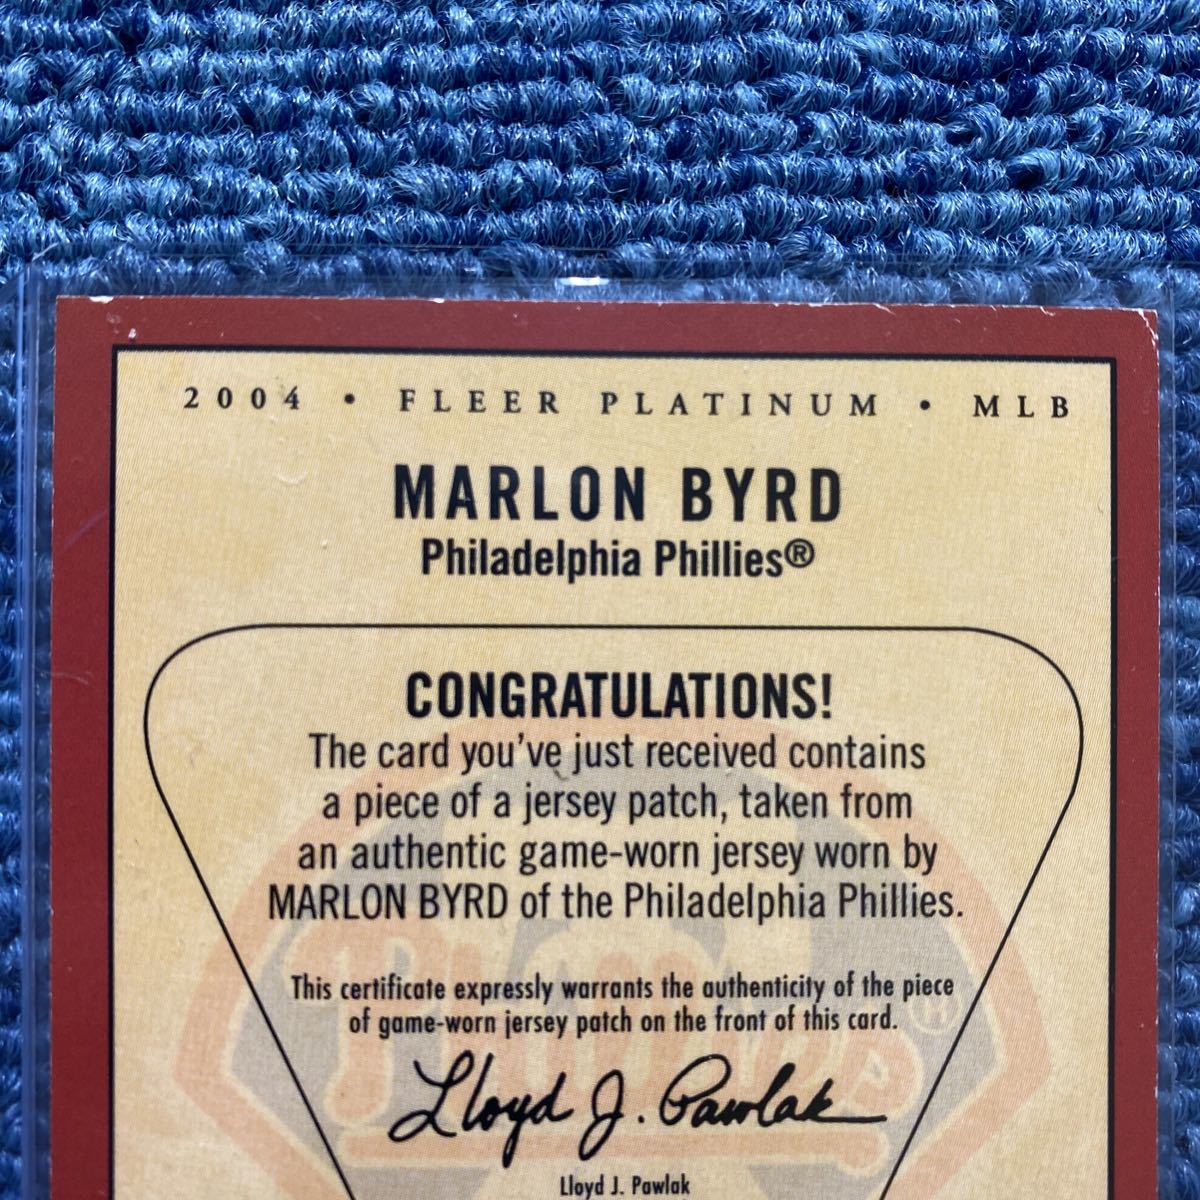 2004 • FLEER PLATINUM • MLB
MARLON BYRD
Philadelphia Phillies®
CONGRATULATIONS!
The card you've just received contains
a piece of a jersey patch, taken from
an authentic game-worn jersey worn by
MARLON BYRD of the Philadelphia Phillies.
This certificate expressly warrants the authenticity of the piece
of game-worn jersey patch on the front of this card.
Phillies®
Lloyd J. Pawlak
Lloyd J. Pawlak